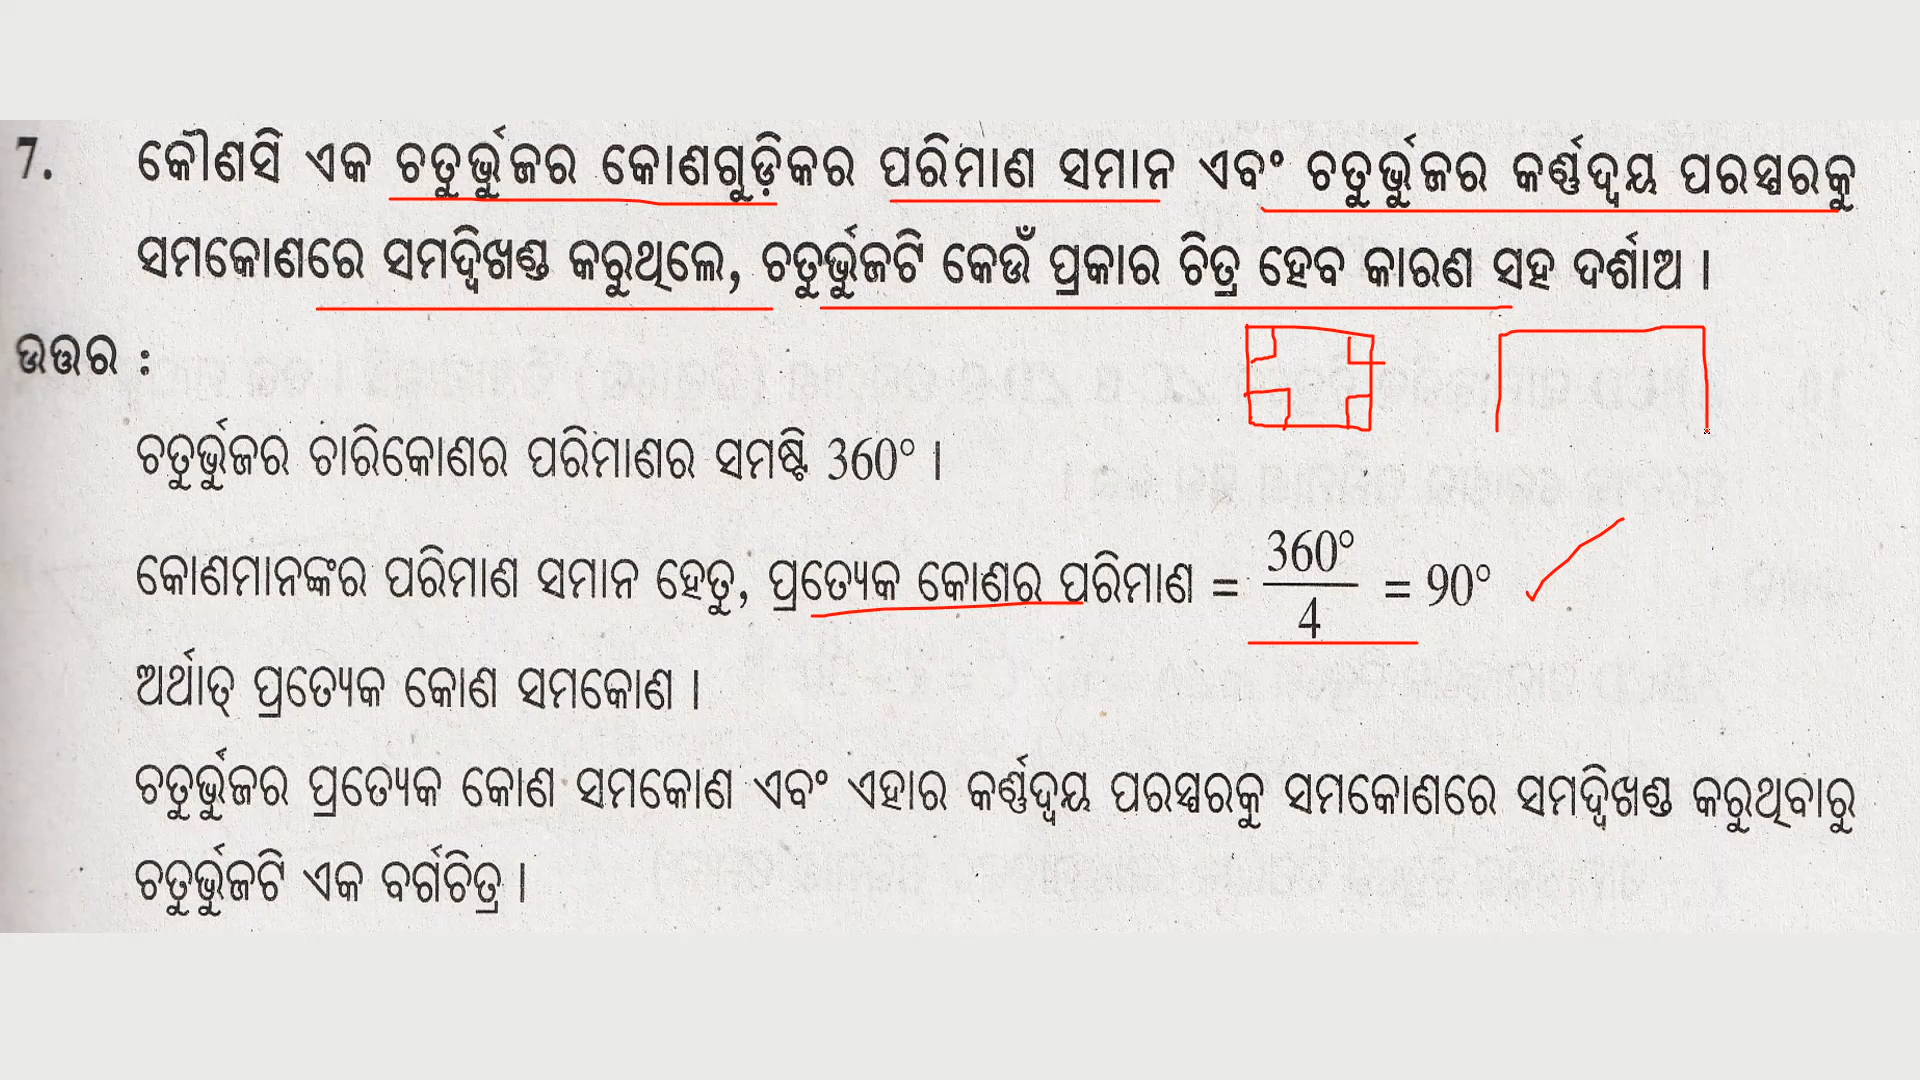 7. କୌଣସି ଏକ ଚତୁର୍ଭୁଜର କୋଣଗୁଡ଼ିକର ପରିମାଣ ସମାନ ଏବଂ ଚତୁର୍ଭୁଜର କର୍ଣ୍ଣଦ୍ୱୟ ପରସ୍ପରକୁ
ସମକୋଣରେ ସମଦ୍ୱିଖଣ୍ଡ କରୁଥିଲେ, ଚତୁର୍ଭୁଜଟି କେଉଁ ପ୍ରକାର ଚିତ୍ର ହେବ କାରଣ ସହ ଦର୍ଶାଅ ।
ଉତ୍ତର :
ଚତୁର୍ଭୁଜର ଚାରିକୋଣର ପରିମାଣର ସମଷ୍ଟି 360° ।
କୋଣମାନଙ୍କର ପରିମାଣ ସମାନ ହେତୁ, ପ୍ରତ୍ୟେକ କୋଣର ପରିମାଣ = 360°/4 = 90°
ଅର୍ଥାତ୍ ପ୍ରତ୍ୟେକ କୋଣ ସମକୋଣ ।
ଚତୁର୍ଭୁଜର ପ୍ରତ୍ୟେକ କୋଣ ସମକୋଣ ଏବଂ ଏହାର କର୍ଣ୍ଣଦ୍ୱୟ ପରସ୍ପରକୁ ସମକୋଣରେ ସମଦ୍ୱିଖଣ୍ଡ କରୁଥିବାରୁ
ଚତୁର୍ଭୁଜଟି ଏକ ବର୍ଗଚିତ୍ର ।